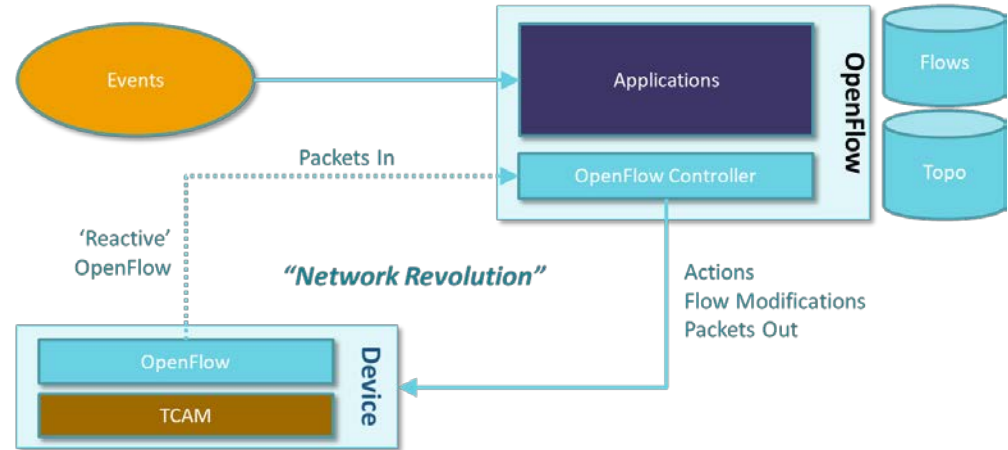 Events
Applications
OpenFlow
Flows
Packets In
OpenFlow Controller
Topo
'Reactive'
OpenFlow
"Network Revolution"
Actions
Flow Modifications
Packets Out
OpenFlow
TCAM
Device